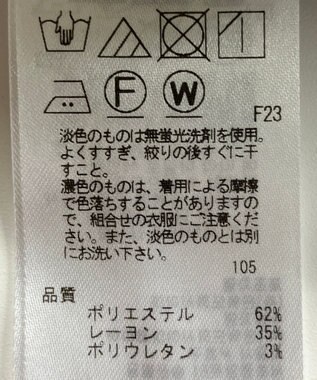 F W F23
淡色のものは無蛍光洗剤を使用。
よくすすぎ、絞りの後すぐに干
すこと。
濃色のものは、着用による摩擦
で色落ちすることがありますの
で、組合せの衣服にご注意くだ
さい。また、淡色のものとは別
にお洗い下さい。
105
品質
ポリエステル 62%
レーヨン 35%
ポリウレタン 3%